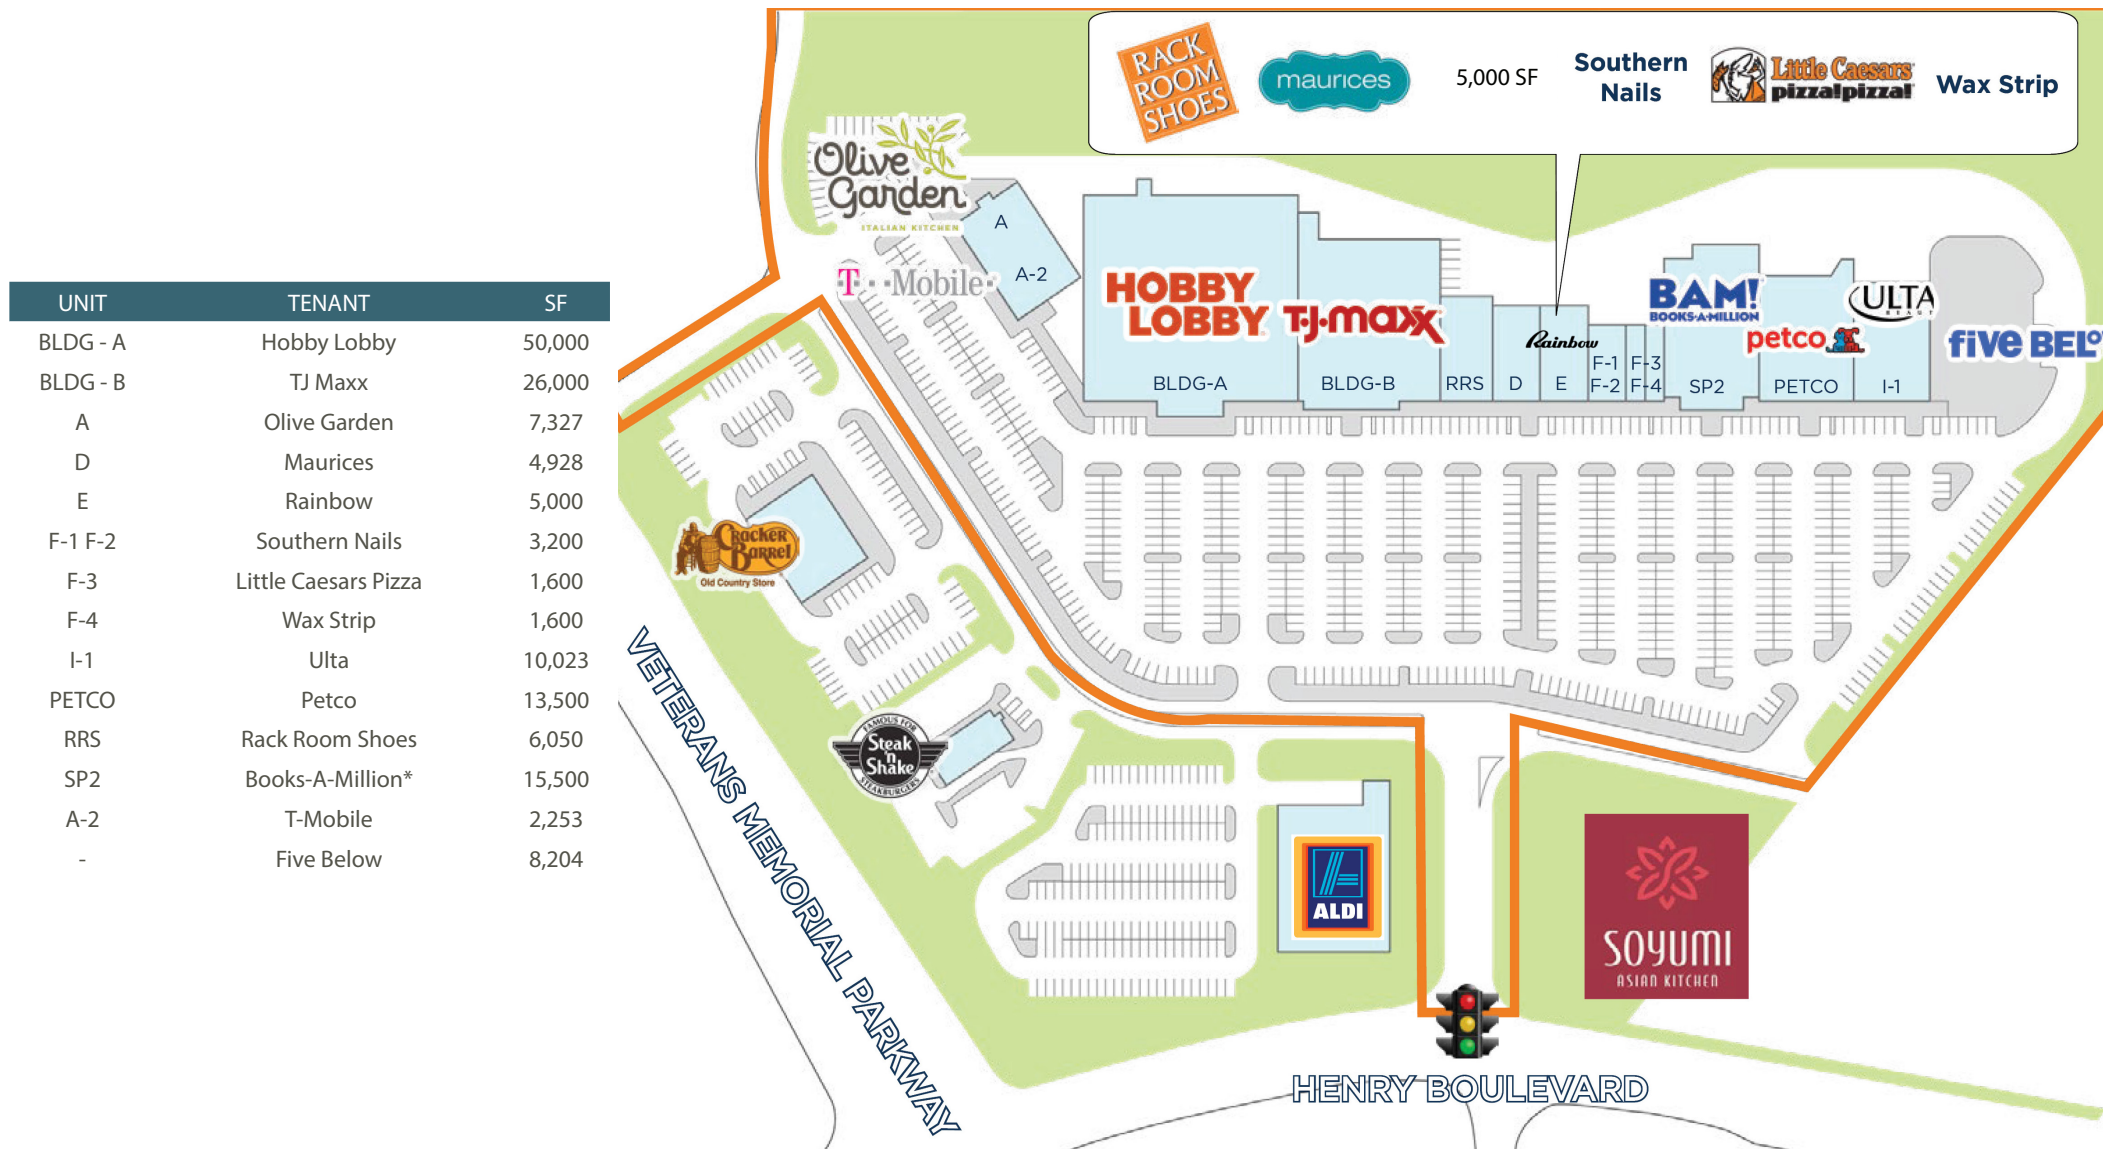 UNIT TENANT SF
BLDG - A Hobby Lobby 50,000
BLDG - B TJ Maxx 26,000
A Olive Garden 7,327
D Maurices 4,928
E Rainbow 5,000
F-1 F-2 Southern Nails 3,200
F-3 Little Caesars Pizza 1,600
F-4 Wax Strip 1,600
I-1 Ulta 10,023
PETCO Petco 13,500
RRS Rack Room Shoes 6,050
SP2 Books-A-Million* 15,500
A-2 T-Mobile 2,253
- Five Below 8,204
RACK
ROOM
SHOES
maurices
5,000 SF
Southern
Nails
Little Caesars
pizza!pizza!
Wax Strip
Olive
Garden
ITALIAN KITCHEN
A
A-2
T··Mobile·
HOBBY
LOBBY
TJ·maxx
Rainbow
BAM!
BOOKS-A-MILLION
petco
ULTA
BEAUTY
five BELO
BLDG-A
BLDG-B
RRS
D
E
F-1
F-2
F-3
F-4
SP2
PETCO
I-1
Cracker
Barrel
Old Country Store
FAMOUS FOR
Steak
'n
Shake
STEAKBURGERS
ALDI
SOYUMI
ASIAN KITCHEN
VETERANS MEMORIAL PARKWAY
HENRY BOULEVARD